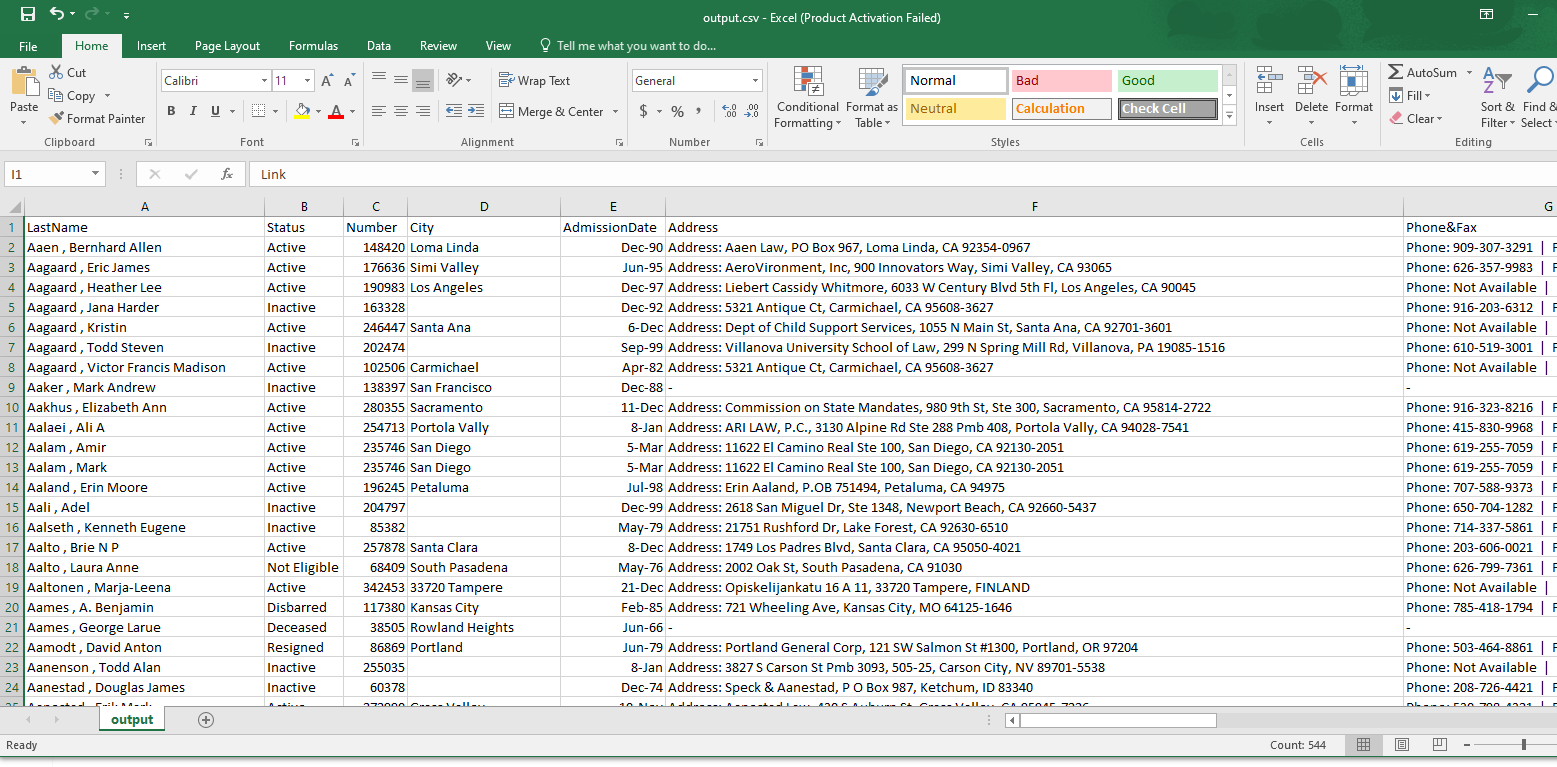 output.csv - Excel (Product Activation Failed)
File Home Insert Page Layout Formulas Data Review View Tell me what you want to do...
Paste Cut Copy Format Painter
Clipboard
Calibri 11 A A B I U A
Font
Wrap Text Merge & Center
Alignment
General $ % , .0 .00 .00 .0
Number
Conditional Formatting Format as Table Normal Bad Good Neutral Calculation Check Cell
Styles
Insert Delete Format
Cells
AutoSum Fill Clear Sort & Filter Find & Select
Editing
I1 fx Link
A B C D E F G
1 LastName Status Number City AdmissionDate Address Phone&Fax
2 Aaen , Bernhard Allen Active 148420 Loma Linda Dec-90 Address: Aaen Law, PO Box 967, Loma Linda, CA 92354-0967 Phone: 909-307-3291 | F
3 Aagaard , Eric James Active 176636 Simi Valley Jun-95 Address: AeroVironment, Inc, 900 Innovators Way, Simi Valley, CA 93065 Phone: 626-357-9983 | F
4 Aagaard , Heather Lee Active 190983 Los Angeles Dec-97 Address: Liebert Cassidy Whitmore, 6033 W Century Blvd 5th Fl, Los Angeles, CA 90045 Phone: Not Available |
5 Aagaard , Jana Harder Inactive 163328 Dec-92 Address: 5321 Antique Ct, Carmichael, CA 95608-3627 Phone: 916-203-6312 | F
6 Aagaard , Kristin Active 246447 Santa Ana 6-Dec Address: Dept of Child Support Services, 1055 N Main St, Santa Ana, CA 92701-3601 Phone: Not Available |
7 Aagaard , Todd Steven Inactive 202474 Sep-99 Address: Villanova University School of Law, 299 N Spring Mill Rd, Villanova, PA 19085-1516 Phone: 610-519-3001 | F
8 Aagaard , Victor Francis Madison Active 102506 Carmichael Apr-82 Address: 5321 Antique Ct, Carmichael, CA 95608-3627 Phone: Not Available |
9 Aaker , Mark Andrew Inactive 138397 San Francisco Dec-88 - -
10 Aakhus , Elizabeth Ann Active 280355 Sacramento 11-Dec Address: Commission on State Mandates, 980 9th St, Ste 300, Sacramento, CA 95814-2722 Phone: 916-323-8216 | F
11 Aalaei , Ali A Active 254713 Portola Vally 8-Jan Address: ARI LAW, P.C., 3130 Alpine Rd Ste 288 Pmb 408, Portola Vally, CA 94028-7541 Phone: 415-830-9968 | F
12 Aalam , Amir Active 235746 San Diego 5-Mar Address: 11622 El Camino Real Ste 100, San Diego, CA 92130-2051 Phone: 619-255-7059 | F
13 Aalam , Mark Active 235746 San Diego 5-Mar Address: 11622 El Camino Real Ste 100, San Diego, CA 92130-2051 Phone: 619-255-7059 | F
14 Aaland , Erin Moore Active 196245 Petaluma Jul-98 Address: Erin Aaland, P.OB 751494, Petaluma, CA 94975 Phone: 707-588-9373 | F
15 Aali , Adel Inactive 204797 Dec-99 Address: 2618 San Miguel Dr, Ste 1348, Newport Beach, CA 92660-5437 Phone: 650-704-1282 | F
16 Aalseth , Kenneth Eugene Inactive 85382 May-79 Address: 21751 Rushford Dr, Lake Forest, CA 92630-6510 Phone: 714-337-5861 | F
17 Aalto , Brie N P Active 257878 Santa Clara 8-Dec Address: 1749 Los Padres Blvd, Santa Clara, CA 95050-4021 Phone: 203-606-0021 | F
18 Aalto , Laura Anne Not Eligible 68409 South Pasadena May-76 Address: 2002 Oak St, South Pasadena, CA 91030 Phone: 626-799-7361 | F
19 Aaltonen , Marja-Leena Active 342453 33720 Tampere 21-Dec Address: Opiskelijankatu 16 A 11, 33720 Tampere, FINLAND Phone: Not Available |
20 Aames , A. Benjamin Disbarred 117380 Kansas City Feb-85 Address: 721 Wheeling Ave, Kansas City, MO 64125-1646 Phone: 785-418-1794 | F
21 Aames , George Larue Deceased 38505 Rowland Heights Jun-66 - -
22 Aamodt , David Anton Resigned 86869 Portland Jun-79 Address: Portland General Corp, 121 SW Salmon St #1300, Portland, OR 97204 Phone: 503-464-8861 | F
23 Aanenson , Todd Alan Inactive 255035 8-Jan Address: 3827 S Carson St Pmb 3093, 505-25, Carson City, NV 89701-5538 Phone: Not Available |
24 Aanestad , Douglas James Inactive 60378 Dec-74 Address: Speck & Aanestad, P O Box 987, Ketchum, ID 83340 Phone: 208-726-4421 | F
output
Ready Count: 544